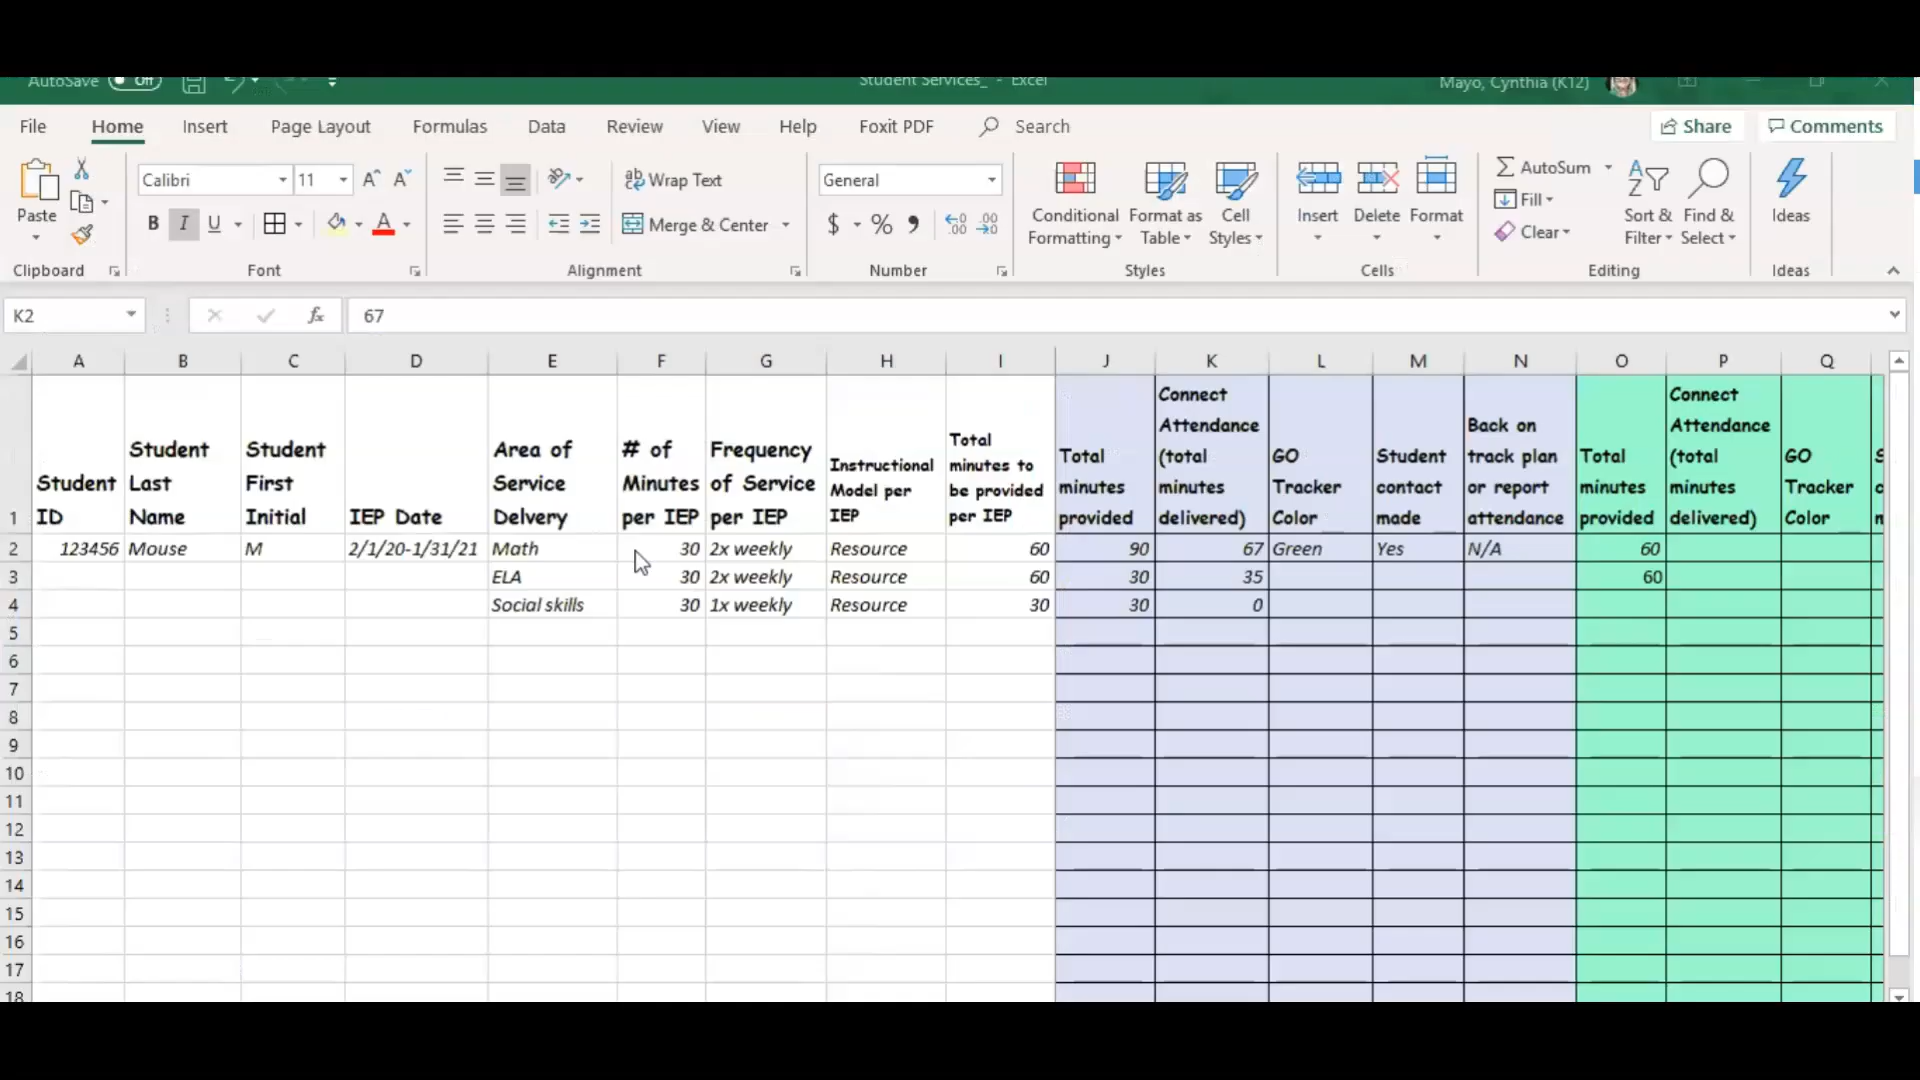 AutoSave Off Student Services_ - Excel Mayo, Cynthia (K12)
File Home Insert Page Layout Formulas Data Review View Help Foxit PDF Search Share Comments
Paste
Calibri 11
B I U
Wrap Text
Merge & Center
General
$ % ,
Conditional Formatting
Format as Table
Cell Styles
Insert
Delete
Format
AutoSum
Fill
Clear
Sort & Filter
Find & Select
Ideas
Clipboard Font Alignment Number Styles Cells Editing Ideas
K2 fx 67
A B C D E F G H I J K L M N O P Q
1
Student ID
Student Last Name
Student First Initial
IEP Date
Area of Service Delvery
# of Minutes per IEP
Frequency of Service per IEP
Instructional Model per IEP
Total minutes to be provided per IEP
Total minutes provided
Connect Attendance (total minutes delivered)
GO Tracker Color
Student contact made
Back on track plan or report attendance
Total minutes provided
Connect Attendance (total minutes delivered)
GO Tracker Color
2 123456 Mouse M 2/1/20-1/31/21 Math 30 2x weekly Resource 60 90 67 Green Yes N/A 60
3 ELA 30 2x weekly Resource 60 30 35 60
4 Social skills 30 1x weekly Resource 30 30 0
5
6
7
8
9
10
11
12
13
14
15
16
17
18